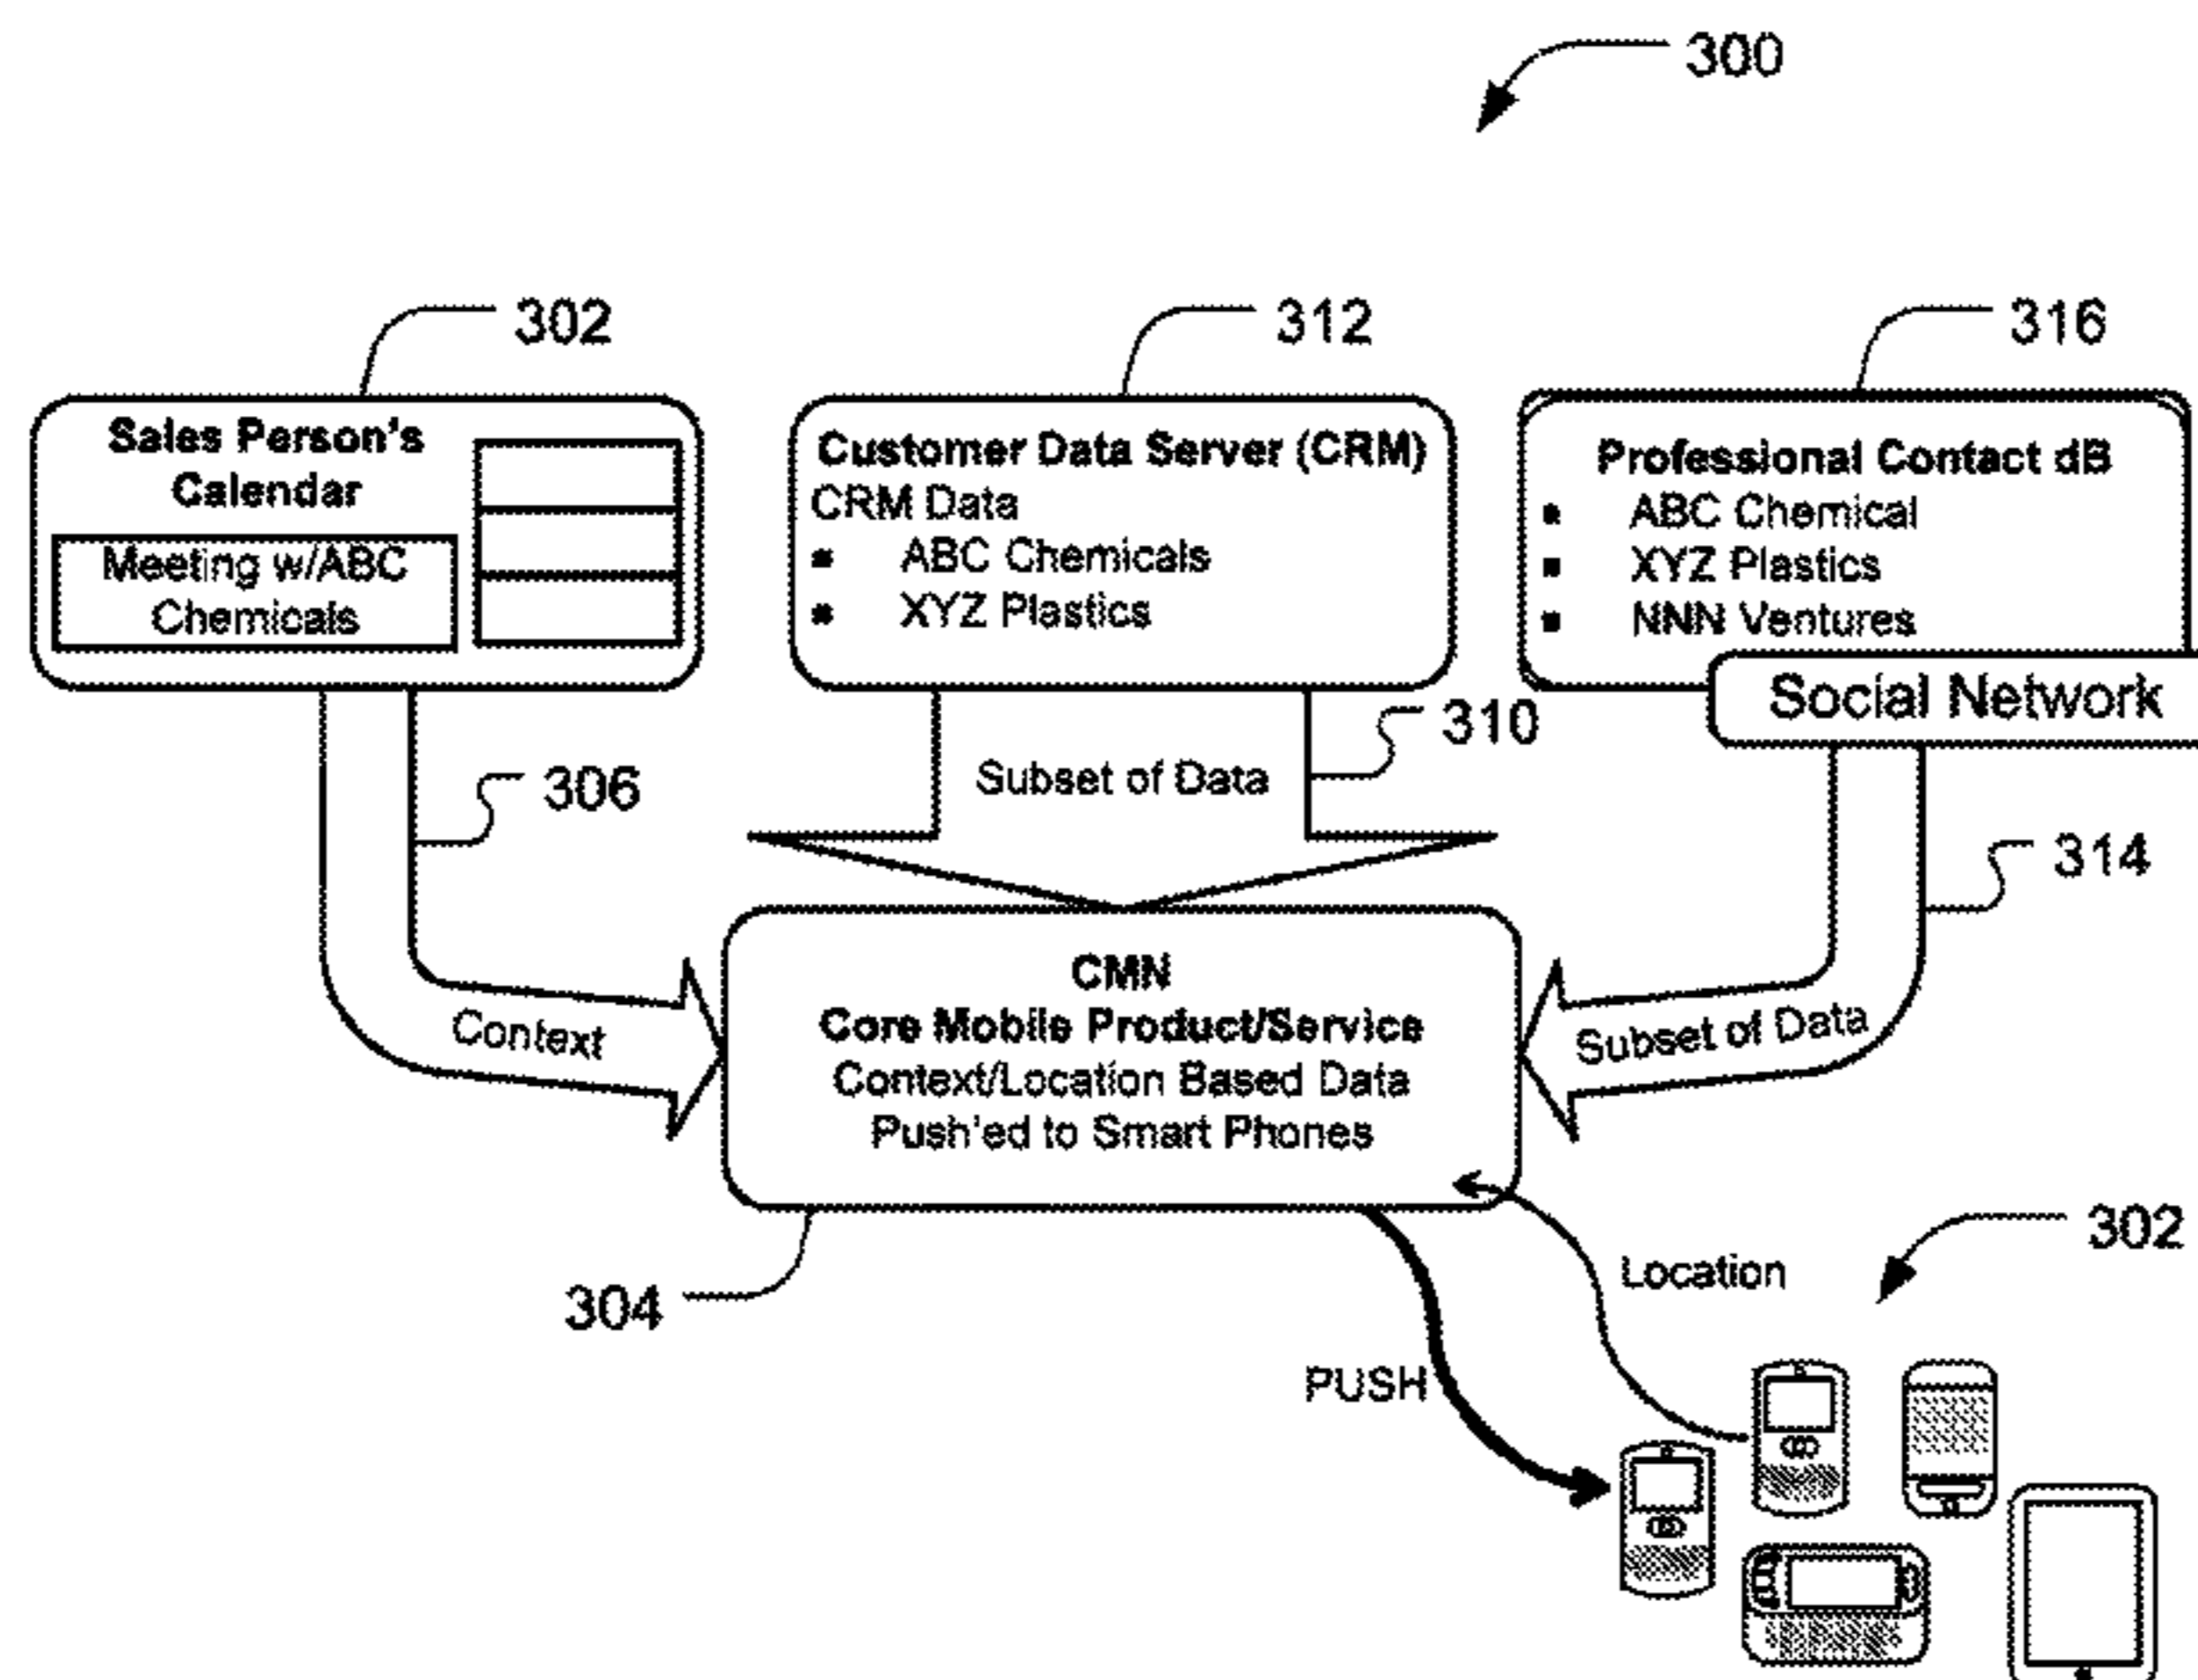 300
302
312
316
Sales Person's
Calendar
Meeting w/ABC
Chemicals
Customer Data Server (CRM)
CRM Data
▪ ABC Chemicals
▪ XYZ Plastics
Professional Contact dB
▪ ABC Chemical
▪ XYZ Plastics
▪ NNN Ventures
Social Network
306
Subset of Data
310
314
Context
CMN
Core Mobile Product/Service
Context/Location Based Data
Push'ed to Smart Phones
Subset of Data
304
Location
302
PUSH